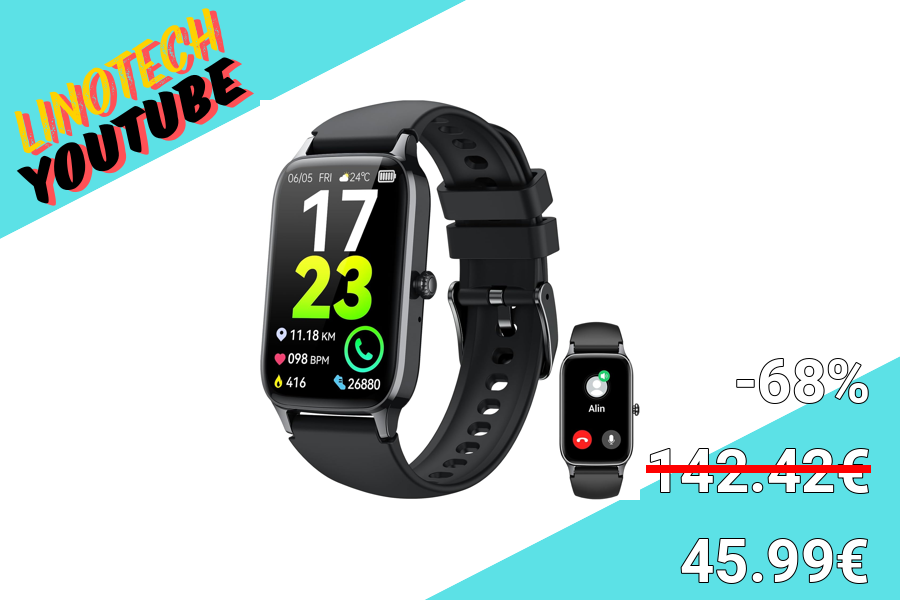 LINOTECH
YOUTUBE
06/05 FRI 24°C
17
23
11.18 KM
098 BPM
416
26880
Alin
-68%
142.42€
45.99€